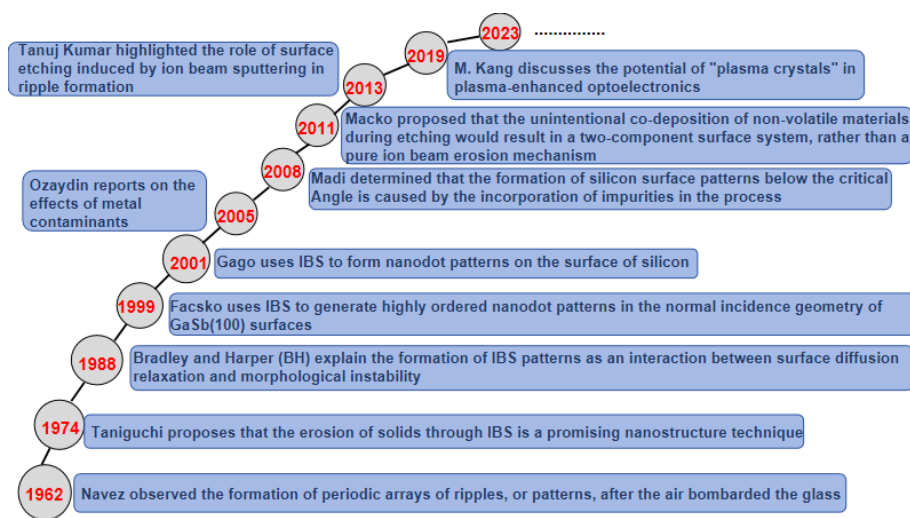 2023 ...............
2019
Tanuj Kumar highlighted the role of surface
etching induced by ion beam sputtering in
ripple formation
M. Kang discusses the potential of "plasma crystals" in
plasma-enhanced optoelectronics
2013
2011
Macko proposed that the unintentional co-deposition of non-volatile materials
during etching would result in a two-component surface system, rather than a
pure ion beam erosion mechanism
2008
Madi determined that the formation of silicon surface patterns below the critical
Angle is caused by the incorporation of impurities in the process
Ozaydin reports on the
effects of metal
contaminants
2005
2001
Gago uses IBS to form nanodot patterns on the surface of silicon
1999
Facsko uses IBS to generate highly ordered nanodot patterns in the normal incidence geometry of
GaSb(100) surfaces
1988
Bradley and Harper (BH) explain the formation of IBS patterns as an interaction between surface diffusion
relaxation and morphological instability
1974
Taniguchi proposes that the erosion of solids through IBS is a promising nanostructure technique
1962
Navez observed the formation of periodic arrays of ripples, or patterns, after the air bombarded the glass